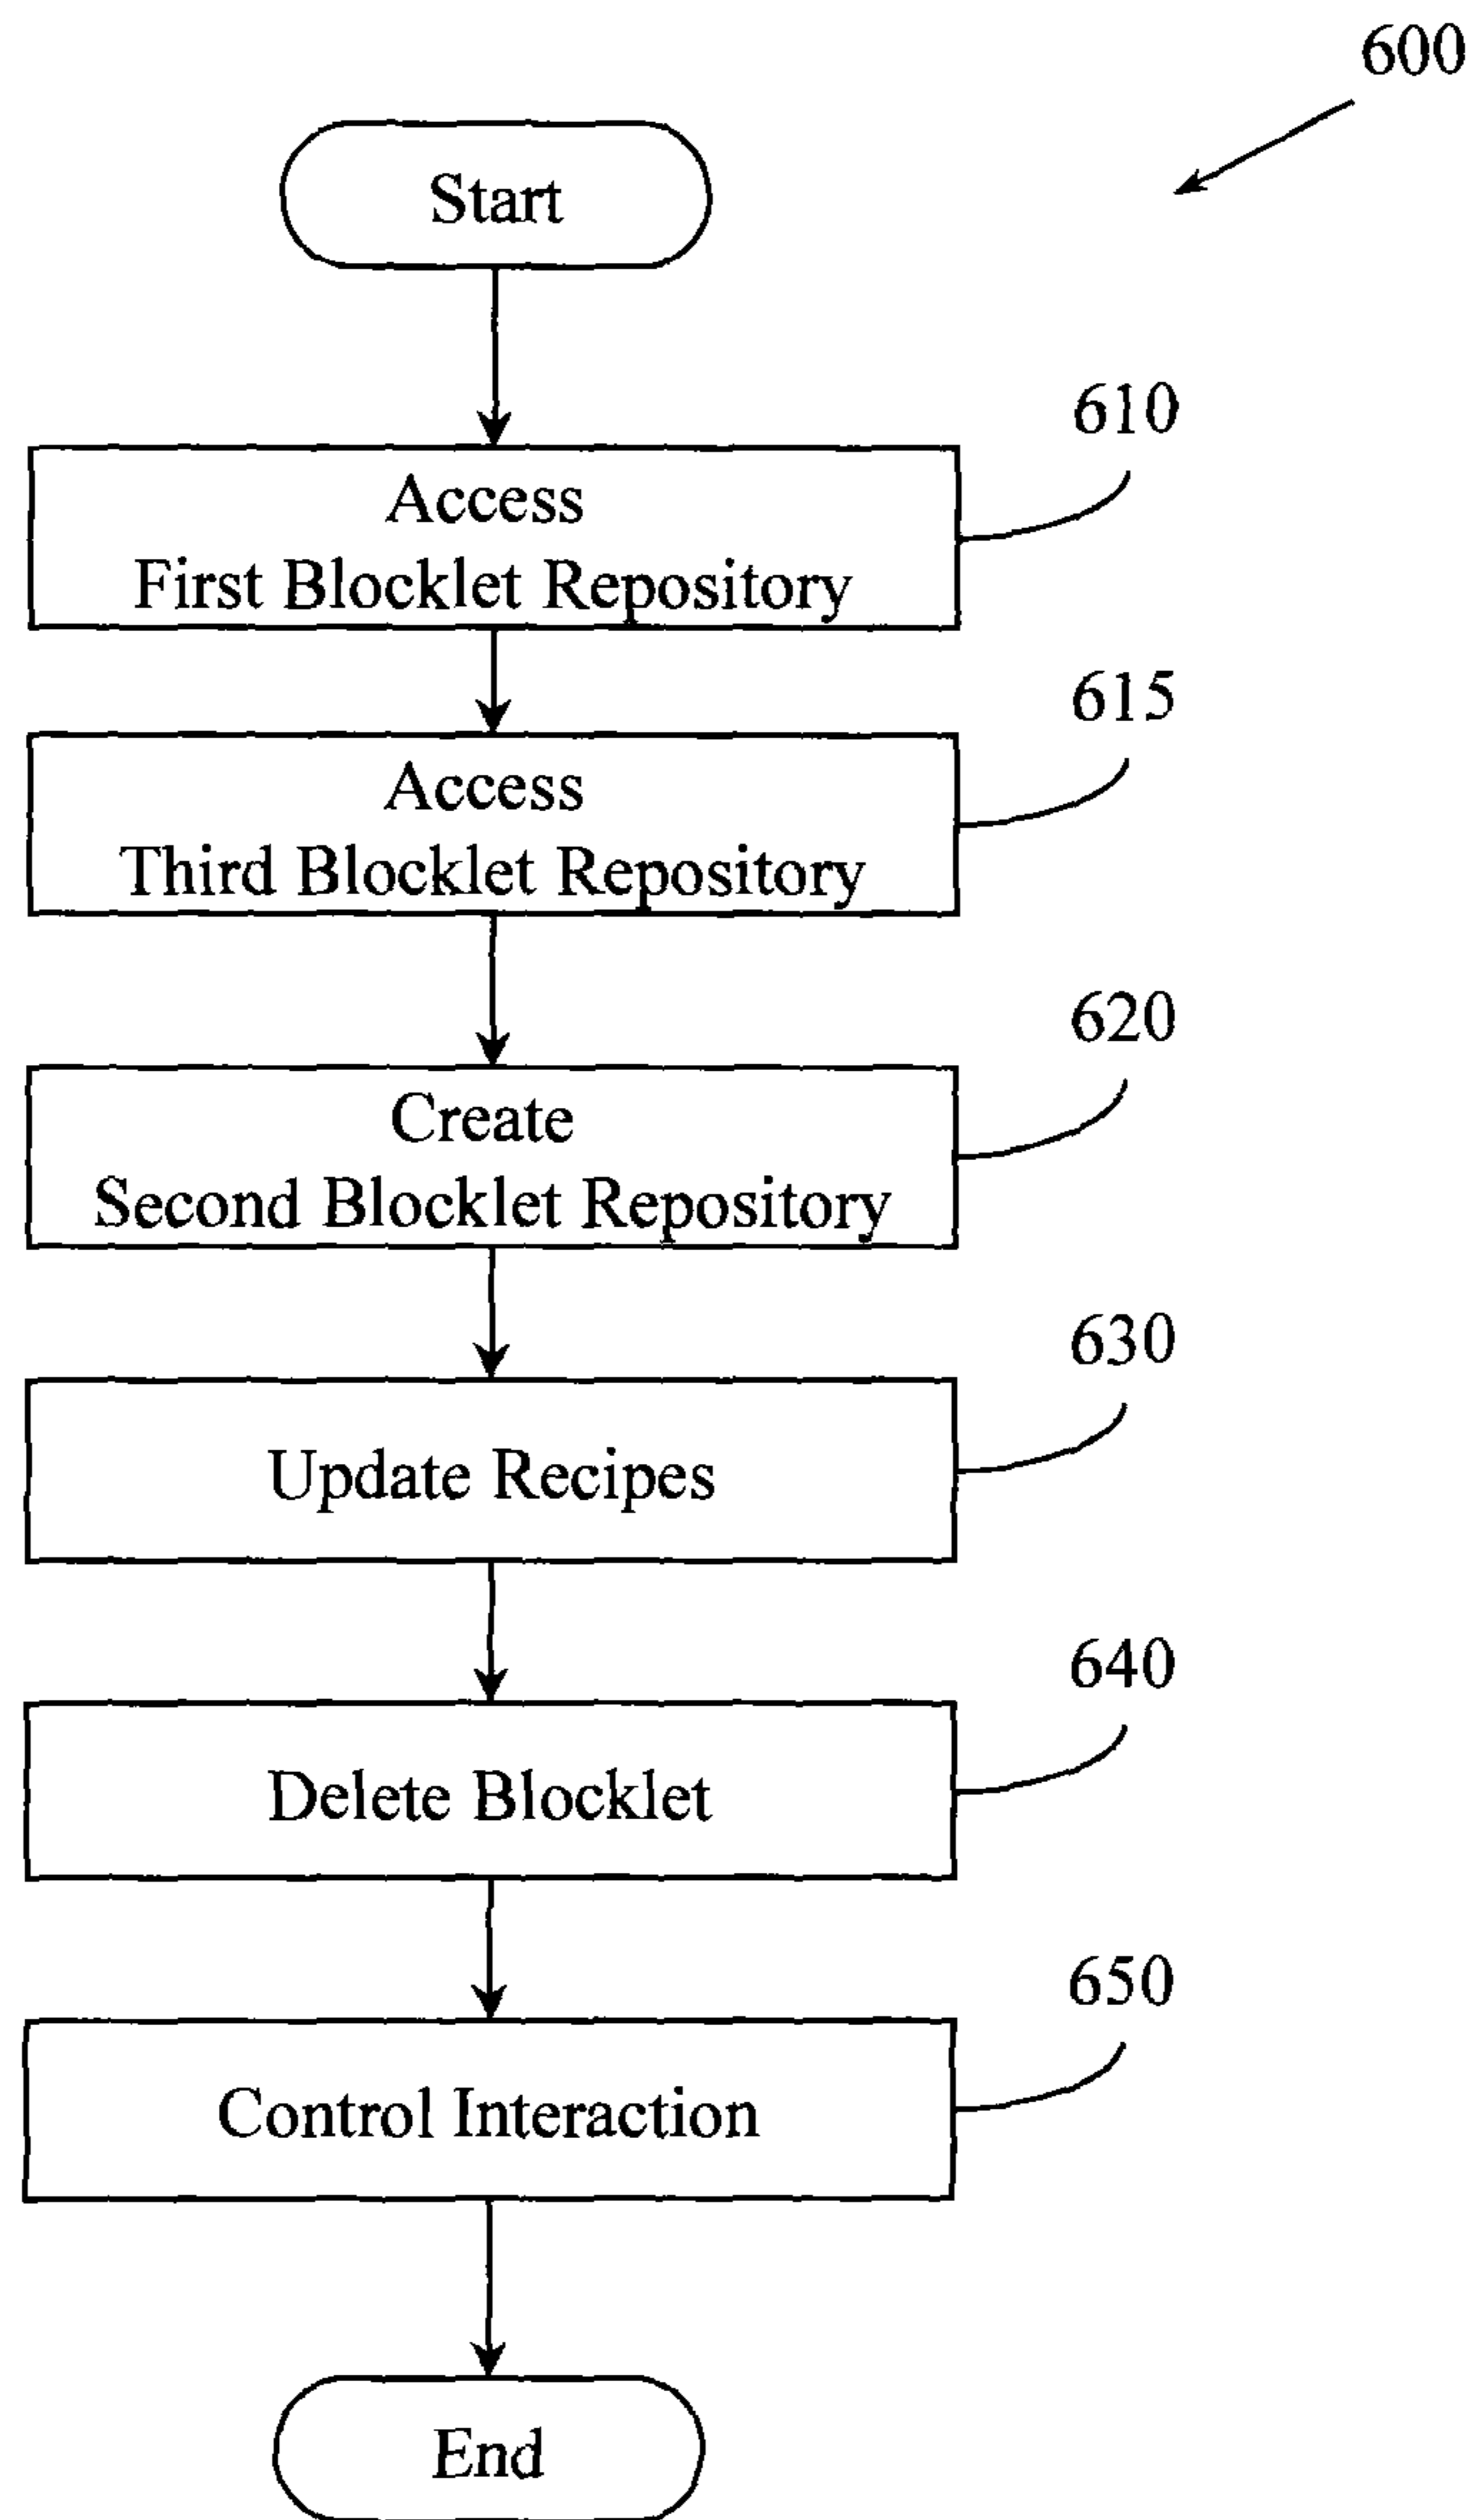 600
Start
610
Access
First Blocklet Repository
615
Access
Third Blocklet Repository
620
Create
Second Blocklet Repository
630
Update Recipes
640
Delete Blocklet
650
Control Interaction
End